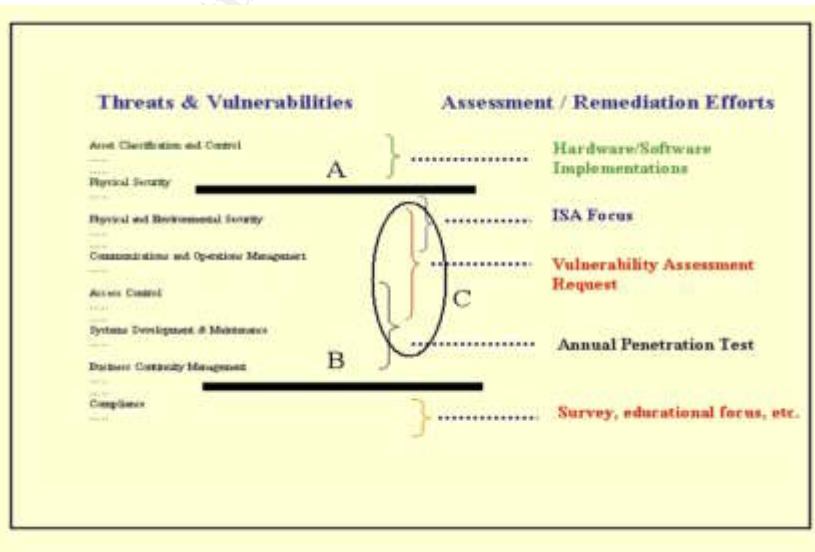 Threats & Vulnerabilities
Assessment / Remediation Efforts
Asset Classification and Control
.....
.....
Physical Security
.....
Physical and Environmental Security
.....
.....
Communications and Operations Management
.....
.....
Access Control
.....
.....
Systems Development & Maintenance
.....
.....
Business Continuity Management
.....
.....
Compliance
.....
A
B
C
Hardware/Software
Implementations
ISA Focus
Vulnerability Assessment
Request
Annual Penetration Test
Survey, educational focus, etc.